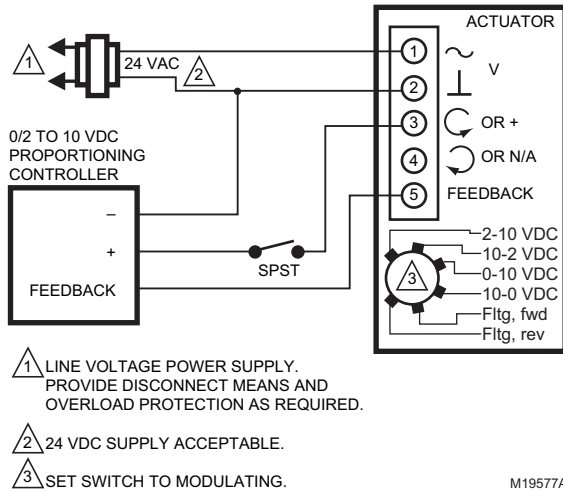 ACTUATOR
1
24 VAC
2
1
~
V
2
0/2 TO 10 VDC
PROPORTIONING
CONTROLLER
3
OR +
4
OR N/A
5
FEEDBACK
–
+
SPST
FEEDBACK
3
2-10 VDC
10-2 VDC
0-10 VDC
10-0 VDC
Fltg, fwd
Fltg, rev
1 LINE VOLTAGE POWER SUPPLY.
PROVIDE DISCONNECT MEANS AND
OVERLOAD PROTECTION AS REQUIRED.
2 24 VDC SUPPLY ACCEPTABLE.
3 SET SWITCH TO MODULATING.
M19577A